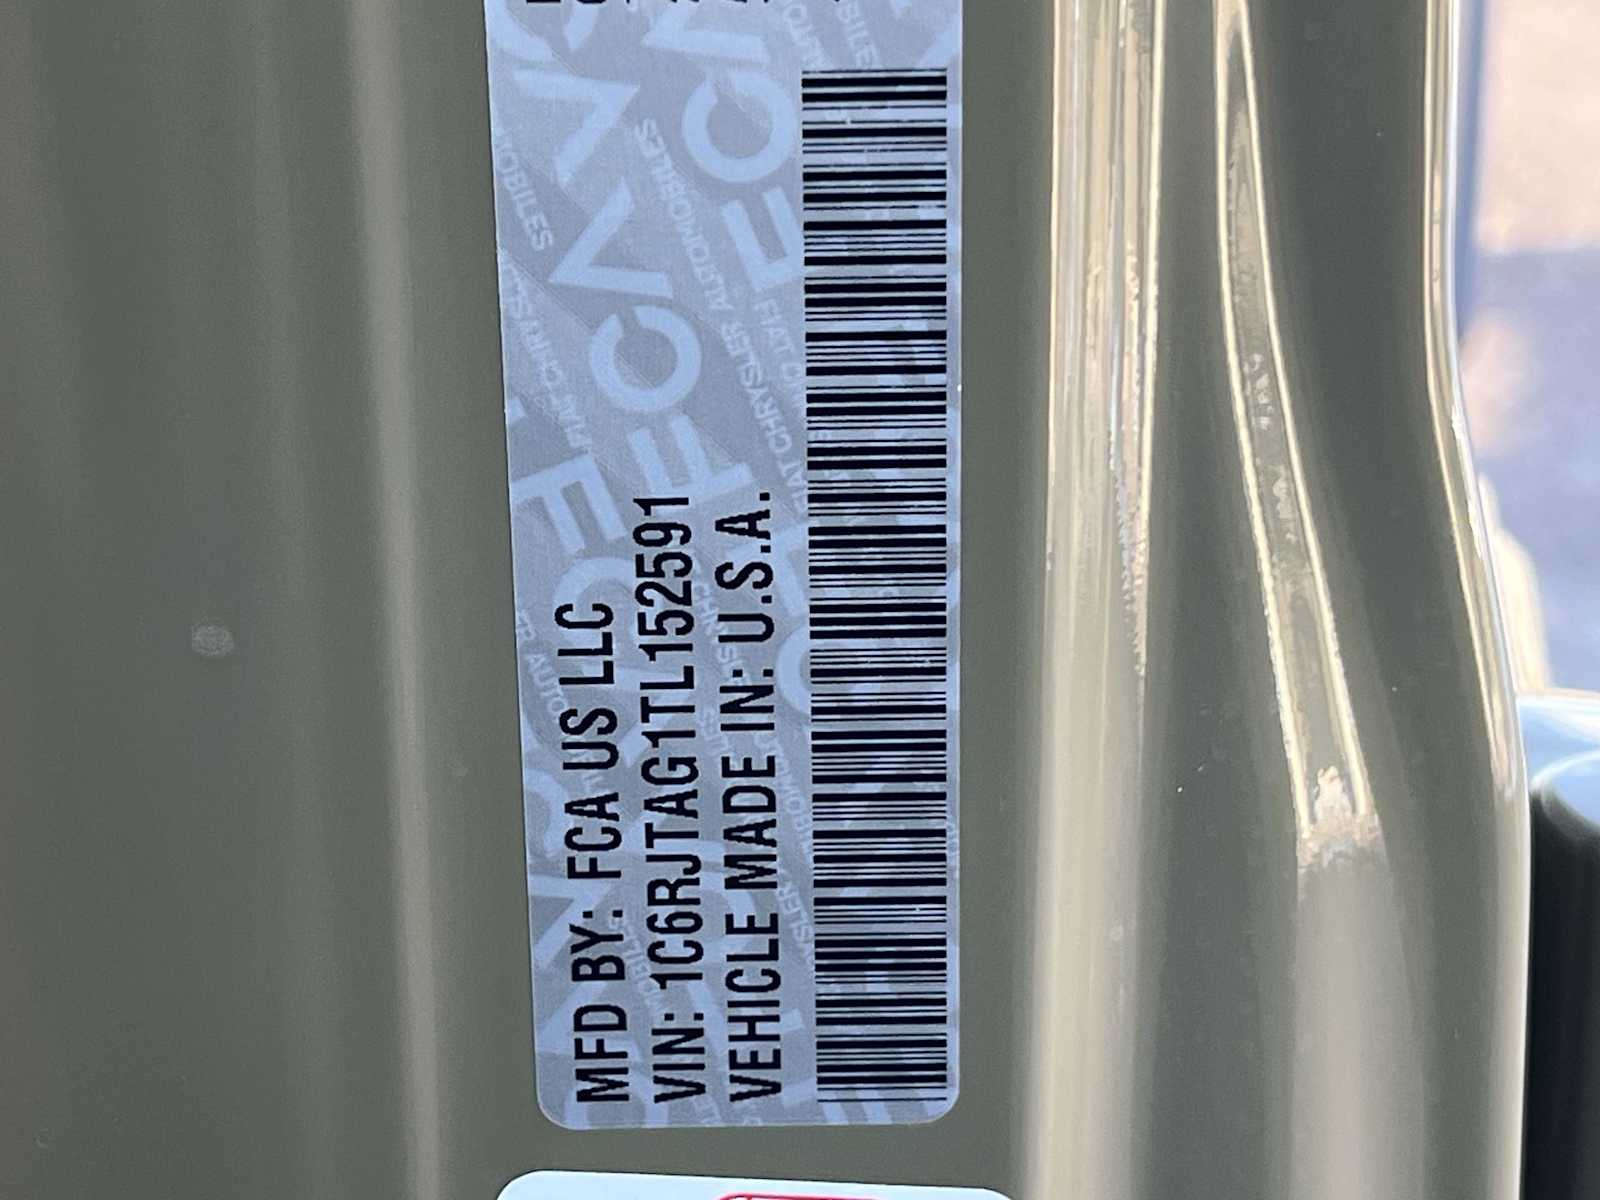 MFD BY: FCA US LLC
VIN: 1C6RJTAG1TL152591
VEHICLE MADE IN: U.S.A.